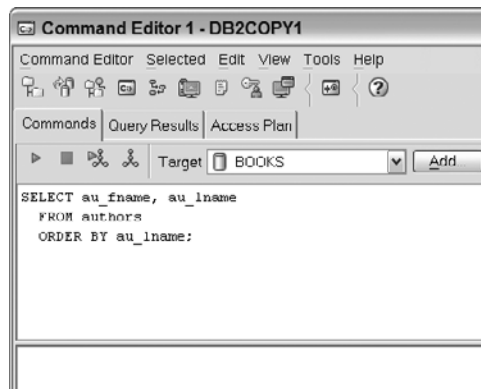 Command Editor 1 - DB2COPY1
Command Editor Selected Edit View Tools Help
Commands Query Results Access Plan
Target BOOKS Add...
SELECT au_fname, au_lname
FROM authors
ORDER BY au_lname;